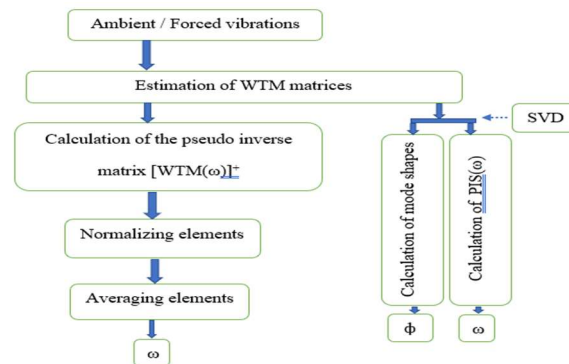 Ambient / Forced vibrations
Estimation of WTM matrices
SVD
Calculation of the pseudo inverse
matrix [WTM(ω)]⁺
Calculation of mode shapes
Calculation of PIS(ω)
Normalizing elements
Averaging elements
ϕ
ω
ω